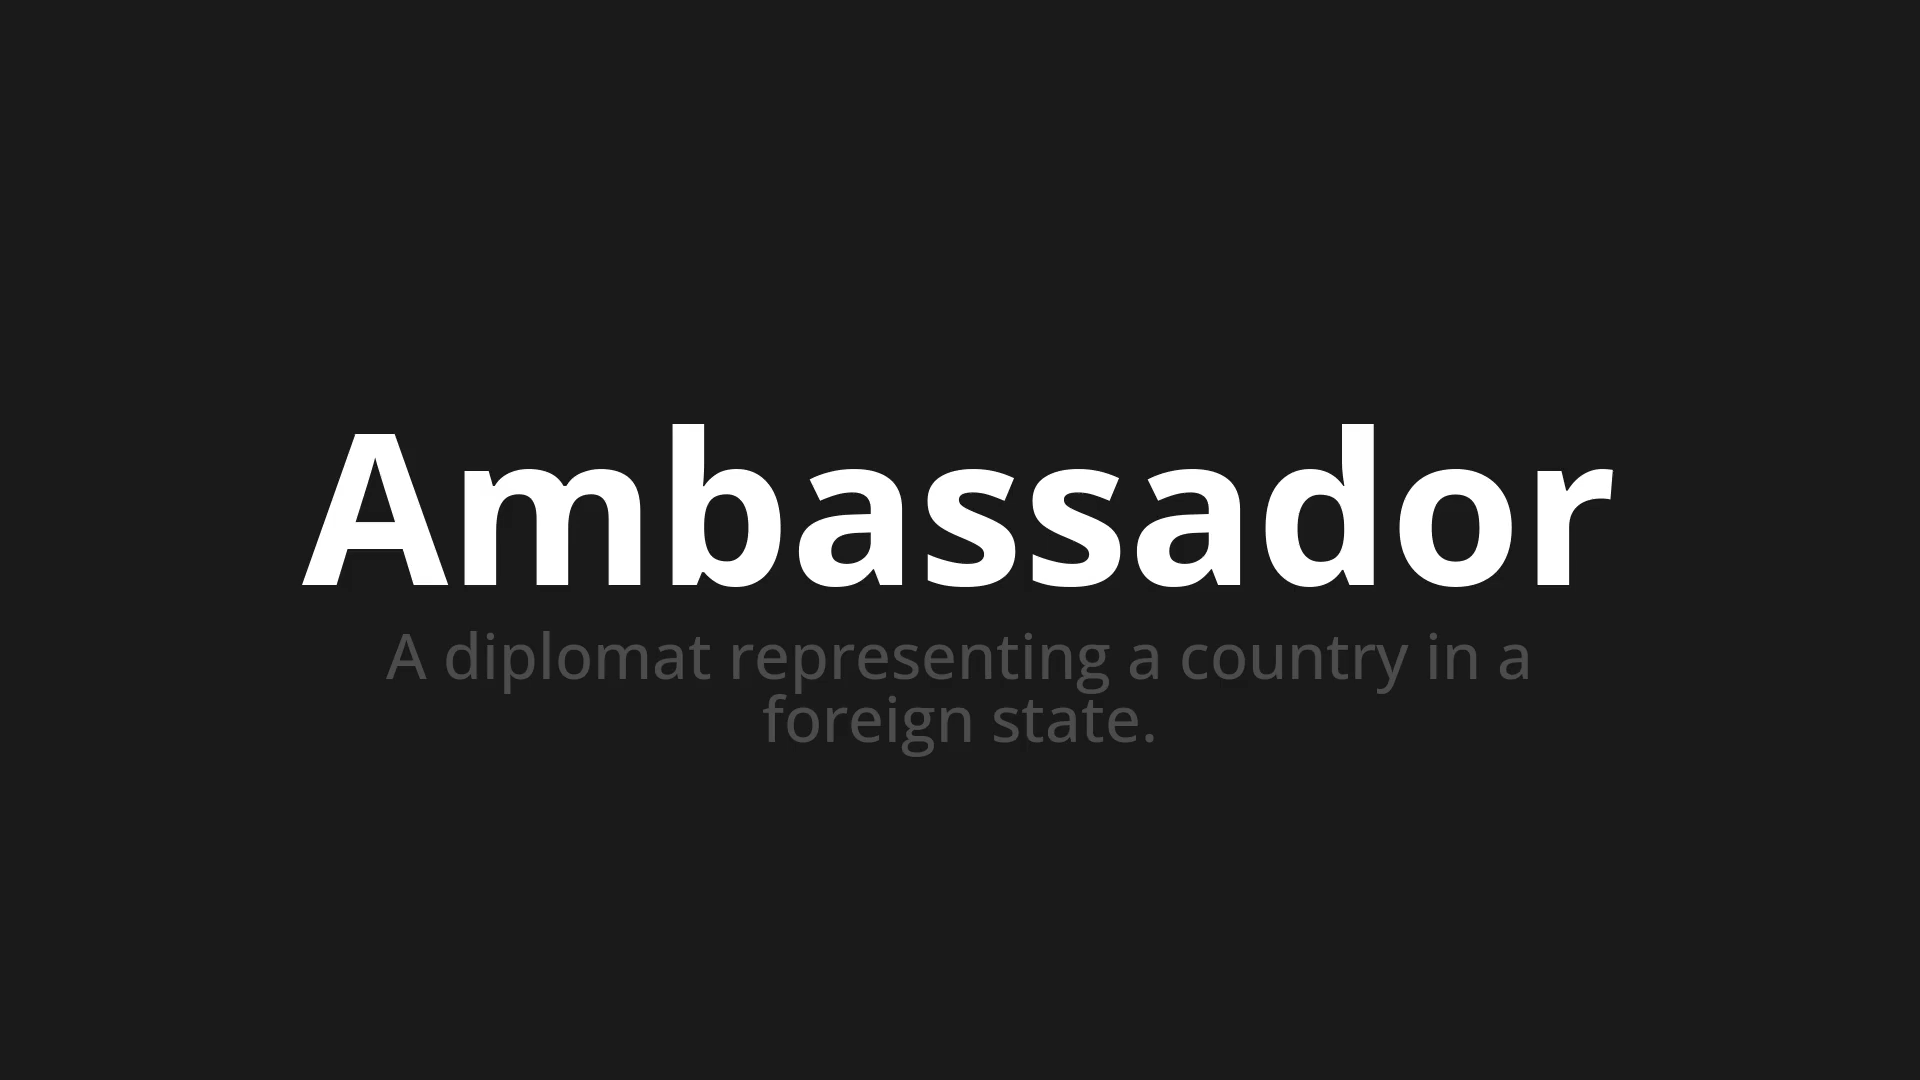 Ambassador
A diplomat representing a country in a
foreign state.